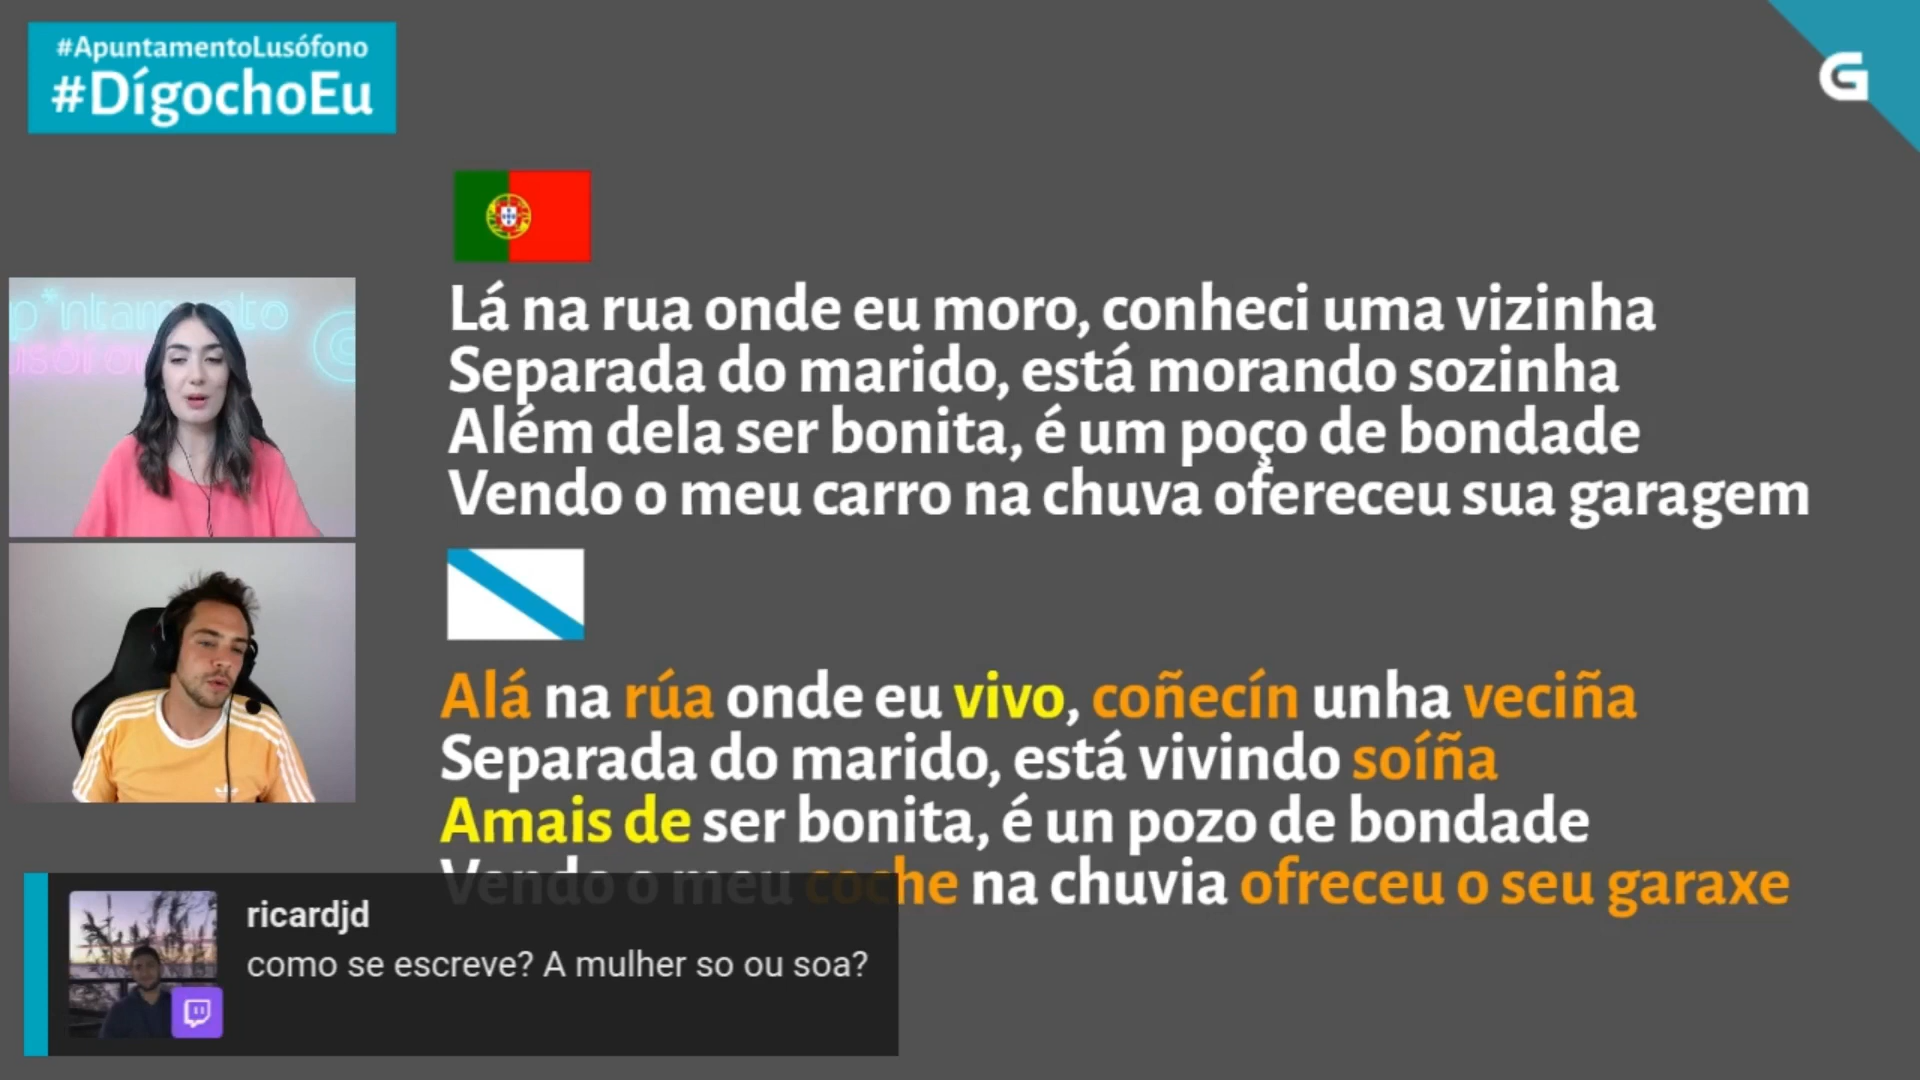 #ApuntamentoLusófono
#DígochoEu
G
Lá na rua onde eu moro, conheci uma vizinha
Separada do marido, está morando sozinha
Além dela ser bonita, é um poço de bondade
Vendo o meu carro na chuva ofereceu sua garagem
Alá na rúa onde eu vivo, coñecín unha veciña
Separada do marido, está vivindo soíña
Amais de ser bonita, é un pozo de bondade
Vendo o meu coche na chuvia ofreceu o seu garaxe
ricardjd
como se escreve? A mulher so ou soa?